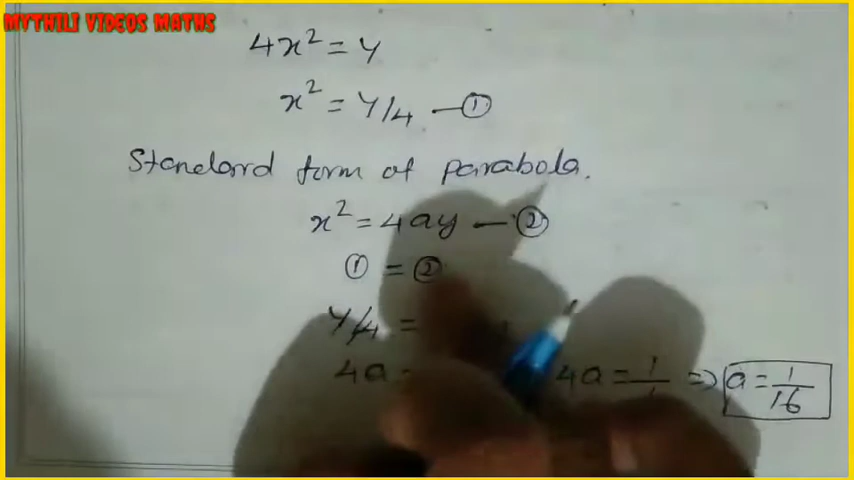 MYTHILI VIDEOS MATHS
4x² = y
x² = y/4 — ①
Standard form of parabola.
x² = 4ay — ②
① = ②
y/4 =
4a = 4a = 1/ ⇒ a = 1/16